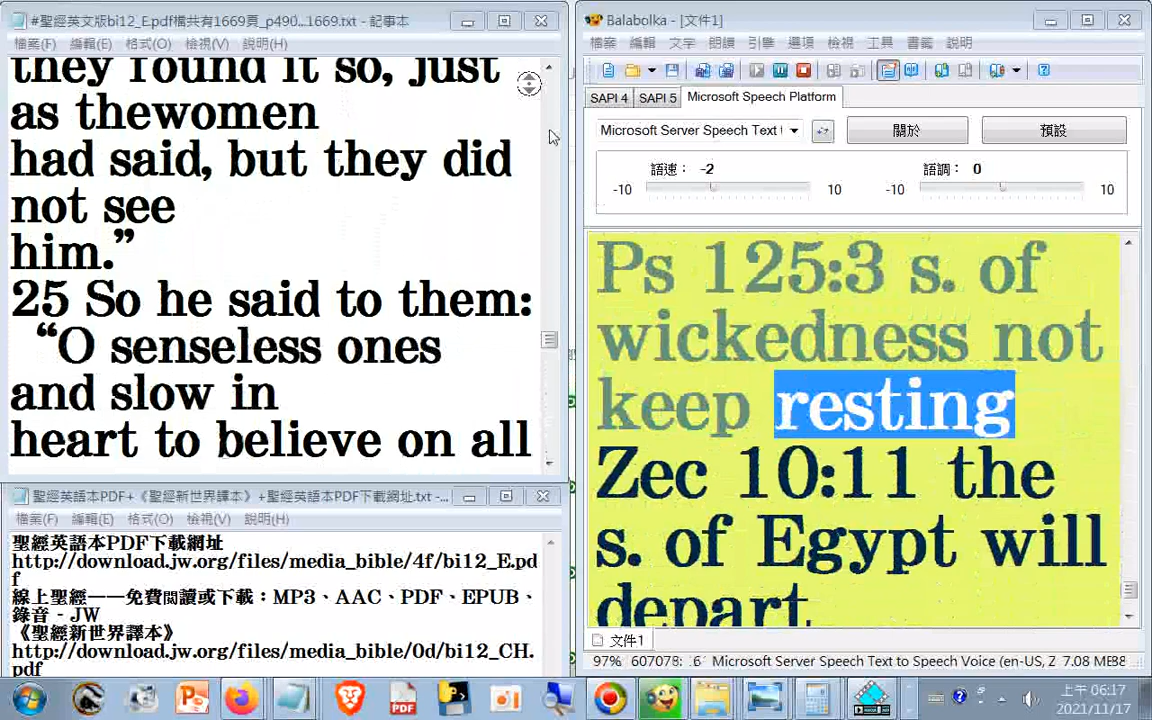 #聖經英文版bi12_E.pdf檔共有1669頁_p490...1669.txt - 記事本
檔案(F) 編輯(E) 格式(O) 檢視(V) 說明(H)
they found it so, just
as thewomen
had said, but they did
not see
him.”
25 So he said to them:
“O senseless ones
and slow in
heart to believe on all
聖經英語本PDF+《聖經新世界譯本》+聖經英語本PDF下載網址.txt -...
檔案(F) 編輯(E) 格式(O) 檢視(V) 說明(H)
聖經英語本PDF下載網址
http://download.jw.org/files/media_bible/4f/bi12_E.pd
f
線上聖經——免費閱讀或下載：MP3、AAC、PDF、EPUB、
錄音 - JW
《聖經新世界譯本》
http://download.jw.org/files/media_bible/0d/bi12_CH.
pdf
Balabolka - [文件1]
檔案 編輯 文字 朗讀 引擎 選項 檢視 工具 書籤 說明
SAPI 4 SAPI 5 Microsoft Speech Platform
Microsoft Server Speech Text t 關於 預設
語速： -2 語調： 0
-10 10 -10 10
Ps 125:3 s. of
wickedness not
keep resting
Zec 10:11 the
s. of Egypt will
depart
文件1
97% 607078: Microsoft Server Speech Text to Speech Voice (en-US, Z 7.08 MB
PDF
上午 06:17
2021/11/17